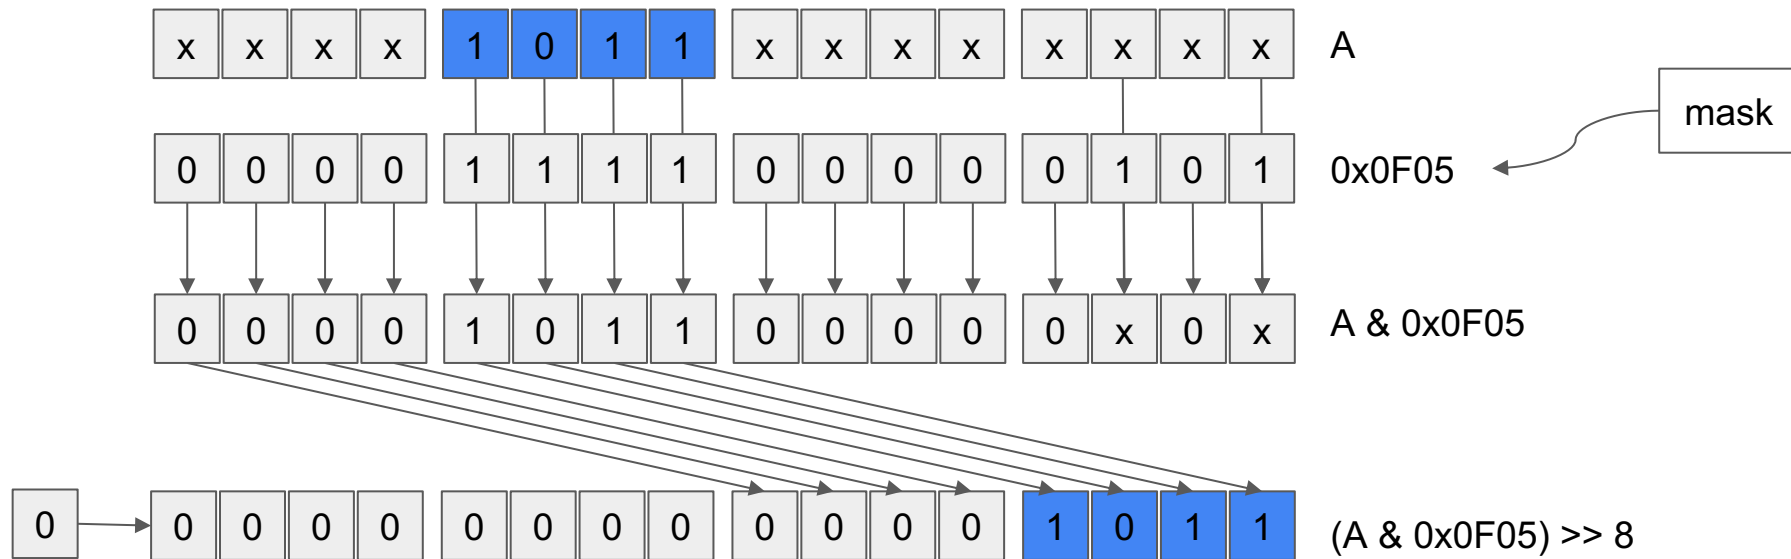 x x x x 1 0 1 1 x x x x x x x x A
mask
0 0 0 0 1 1 1 1 0 0 0 0 0 1 0 1 0x0F05
0 0 0 0 1 0 1 1 0 0 0 0 0 x 0 x A & 0x0F05
0 0 0 0 0 0 0 0 0 0 0 0 0 1 0 1 1 (A & 0x0F05) >> 8